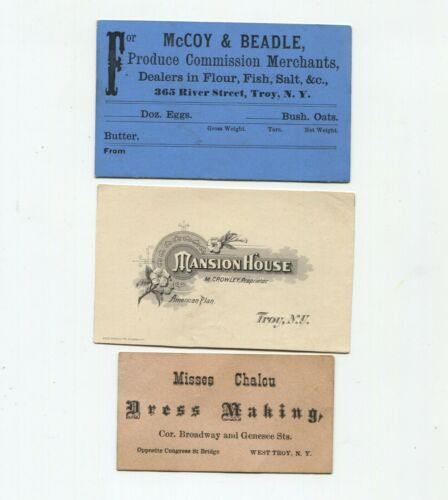 For McCOY & BEADLE,
Produce Commission Merchants,
Dealers in Flour, Fish, Salt, &c.,
365 River Street, Troy, N. Y.
Doz. Eggs. Bush. Oats.
Gross Weight. Tare. Net Weight.
Butter.
From
MANSION HOUSE
M. CROWLEY, Proprietor
American Plan.
Troy, N.Y.
Misses Chalou
Dress Making,
Cor. Broadway and Genesee Sts.
Opposite Congress St Bridge WEST TROY, N. Y.